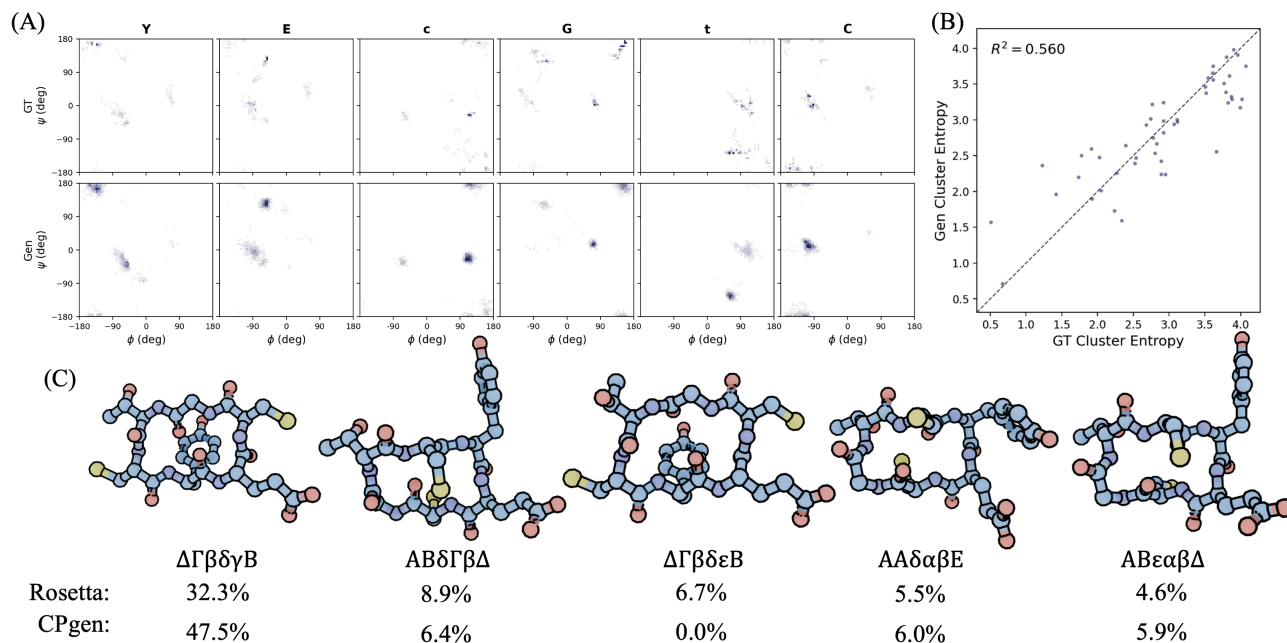 (A)
Y E c G t C
180
90
0
-90
-180
GT
ψ (deg)
180
90
0
-90
-180
Gen
ψ (deg)
-180 -90 0 90 180 -90 0 90 180 -90 0 90 180 -90 0 90 180 -90 0 90 180 -90 0 90 180
ϕ (deg) ϕ (deg) ϕ (deg) ϕ (deg) ϕ (deg) ϕ (deg)
(B)
R² = 0.560
4.0
3.5
3.0
2.5
2.0
1.5
1.0
0.5
Gen Cluster Entropy
0.5 1.0 1.5 2.0 2.5 3.0 3.5 4.0
GT Cluster Entropy
(C)
ΔΓβδγB ABδΓβΔ ΔΓβδεB AAδαβE ABεαβΔ
Rosetta: 32.3% 8.9% 6.7% 5.5% 4.6%
CPgen: 47.5% 6.4% 0.0% 6.0% 5.9%